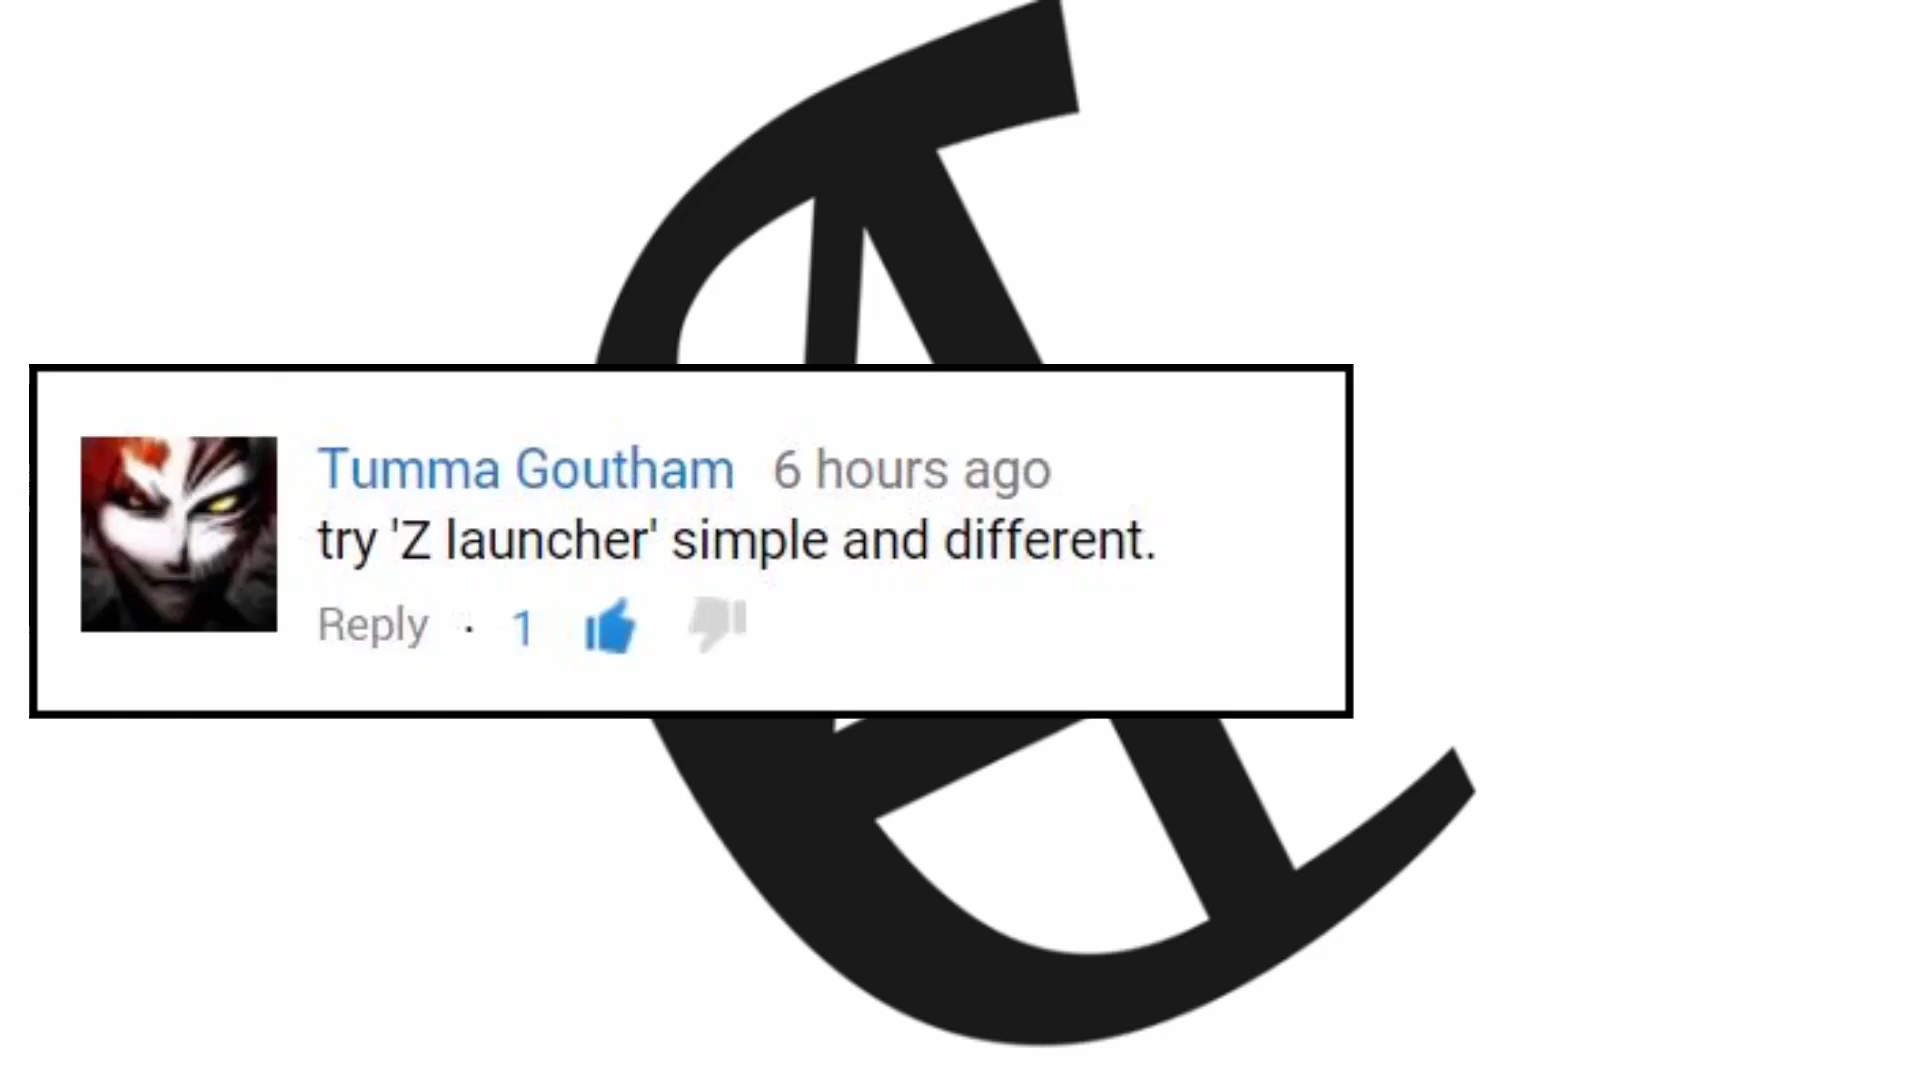 Tumma Goutham 6 hours ago
try 'Z launcher' simple and different.
Reply · 1